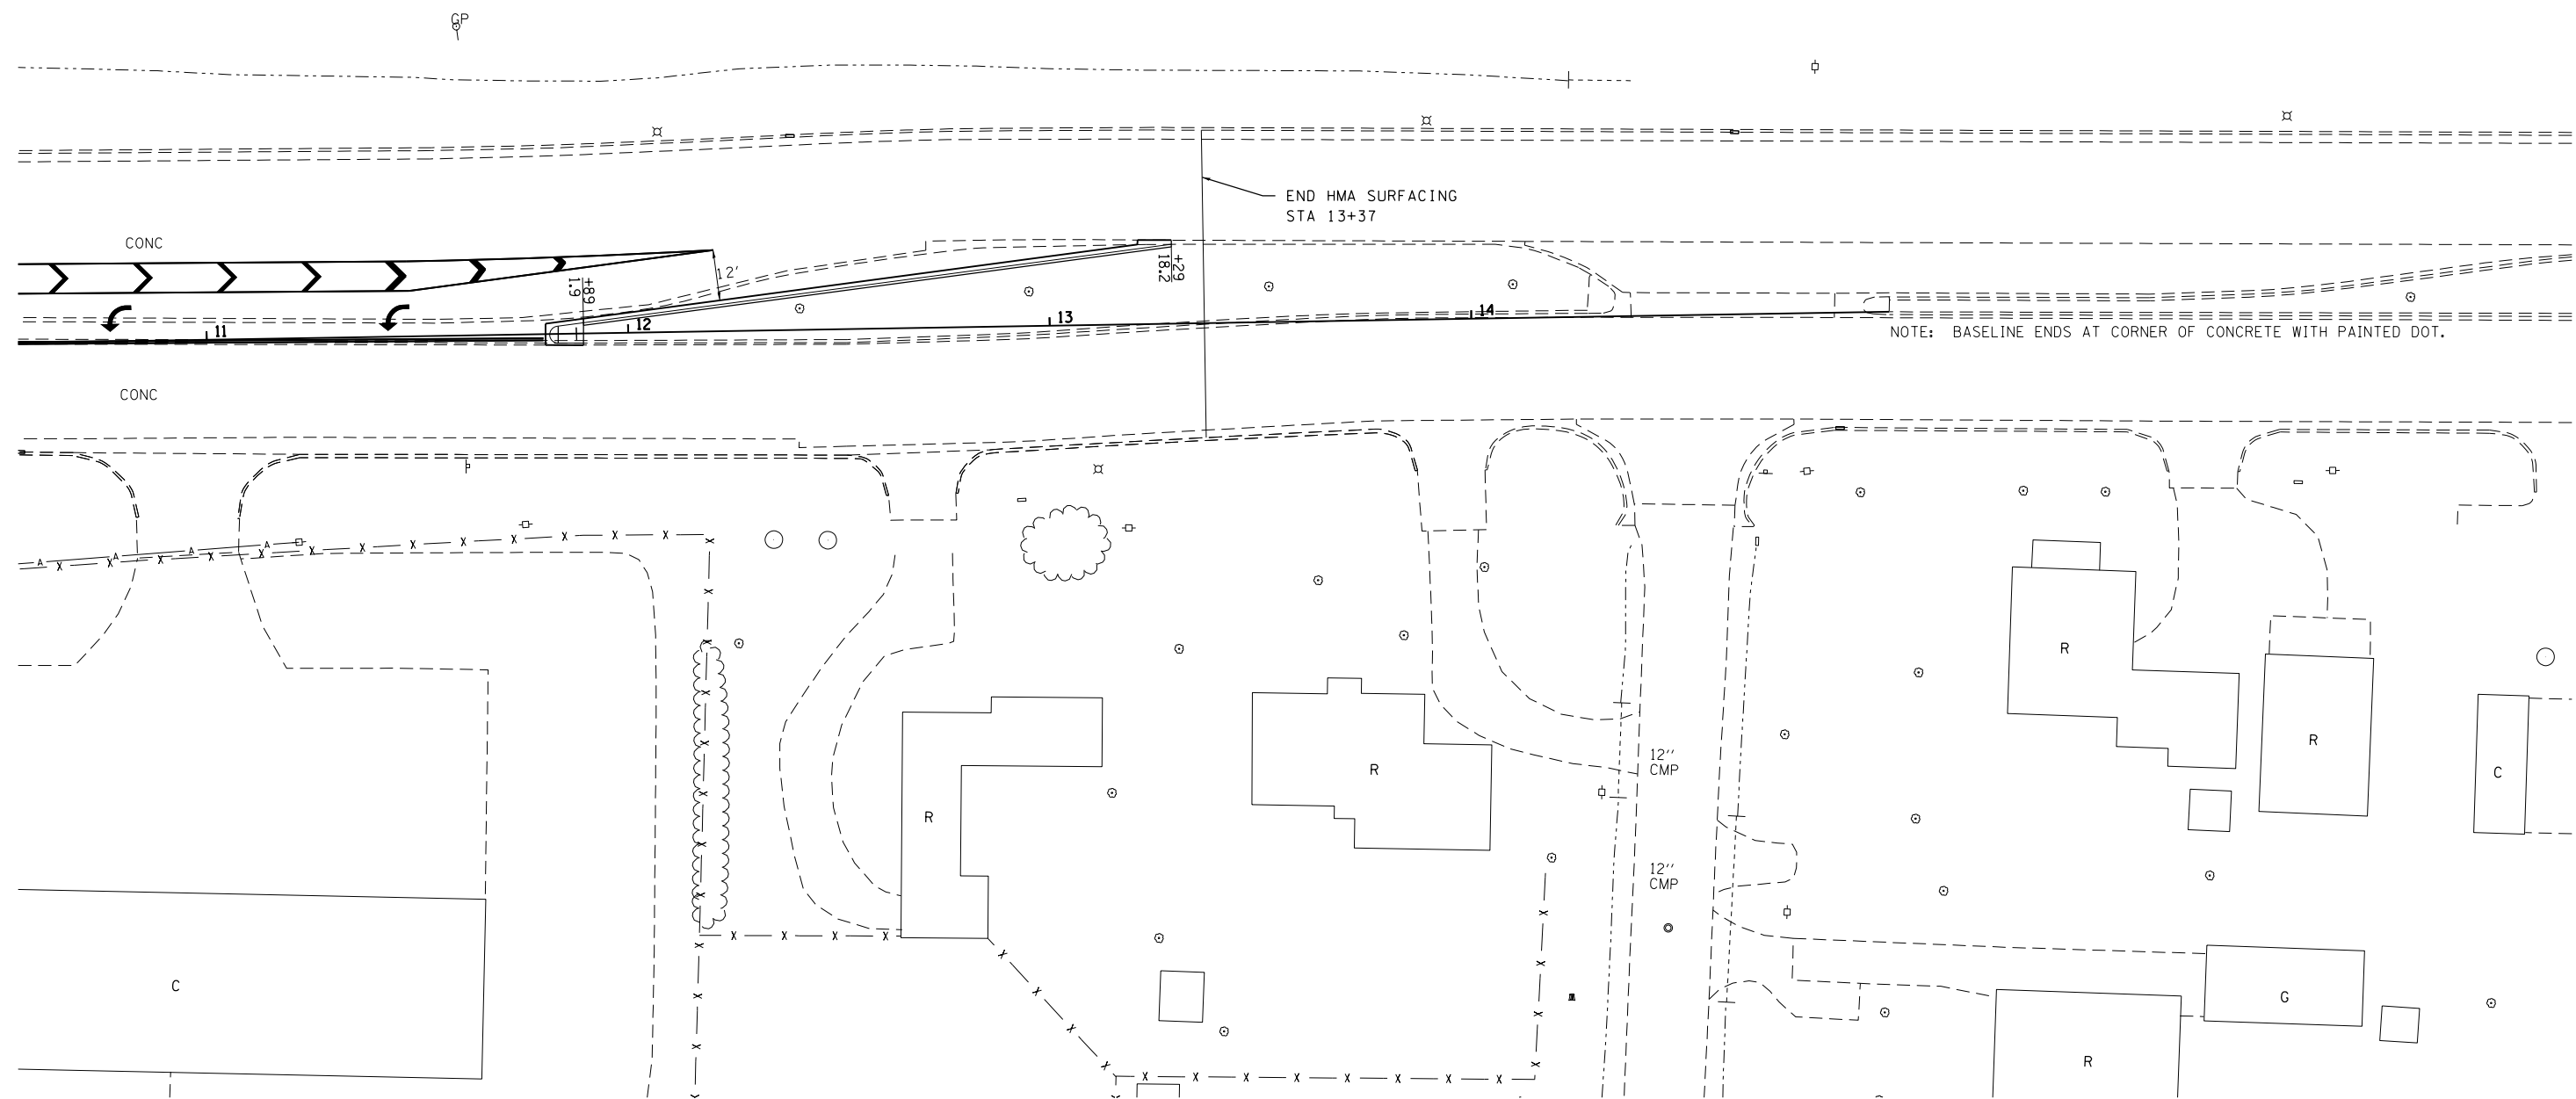 GP
END HMA SURFACING
STA 13+37
CONC
12'
+89
1.9
+29
18.2
11
12
13
14
NOTE: BASELINE ENDS AT CORNER OF CONCRETE WITH PAINTED DOT.
CONC
A
A
A
A
X X X X X X X X X X X X X
R
R
R
R
C
12''
CMP
R
12''
CMP
C
G
R